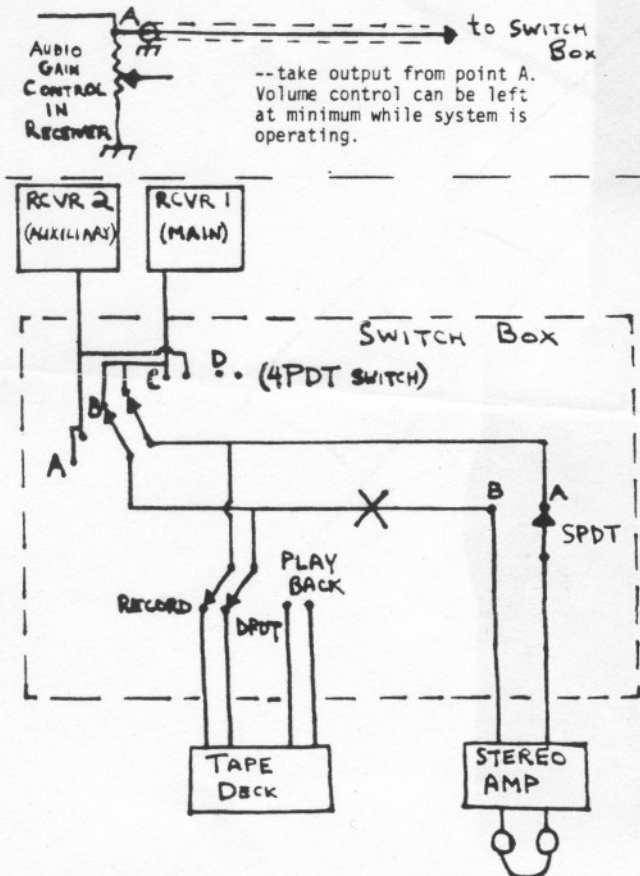 A
to SWITCH
BOX
AUDIO
GAIN
CONTROL
IN
RECEIVER
--take output from point A.
Volume control can be left
at minimum while system is
operating.
RCVR 2
(AUXILIARY)
RCVR 1
(MAIN)
SWITCH BOX
A
B
C
D
(4PDT SWITCH)
B
A
SPDT
RECORD
DPDT
PLAY
BACK
TAPE
DECK
STEREO
AMP